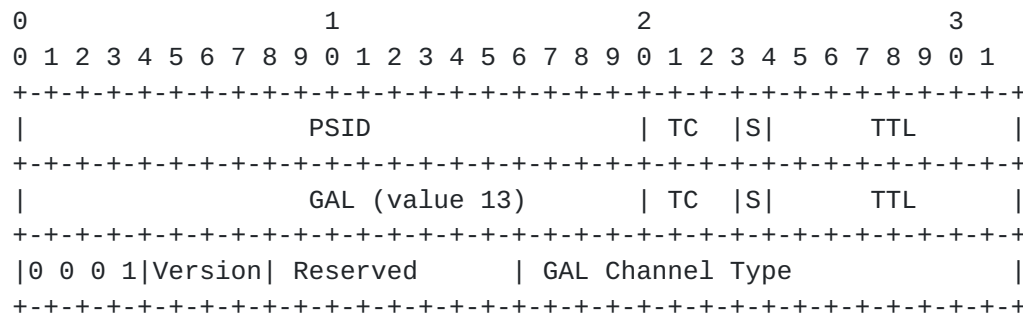 0                   1                   2                   3
0 1 2 3 4 5 6 7 8 9 0 1 2 3 4 5 6 7 8 9 0 1 2 3 4 5 6 7 8 9 0 1
+-+-+-+-+-+-+-+-+-+-+-+-+-+-+-+-+-+-+-+-+-+-+-+-+-+-+-+-+-+-+-+-+
|                  PSID                 | TC  |S|      TTL      |
+-+-+-+-+-+-+-+-+-+-+-+-+-+-+-+-+-+-+-+-+-+-+-+-+-+-+-+-+-+-+-+-+
|                  GAL (value 13)       | TC  |S|      TTL      |
+-+-+-+-+-+-+-+-+-+-+-+-+-+-+-+-+-+-+-+-+-+-+-+-+-+-+-+-+-+-+-+-+
|0 0 0 1|Version| Reserved      | GAL Channel Type              |
+-+-+-+-+-+-+-+-+-+-+-+-+-+-+-+-+-+-+-+-+-+-+-+-+-+-+-+-+-+-+-+-+